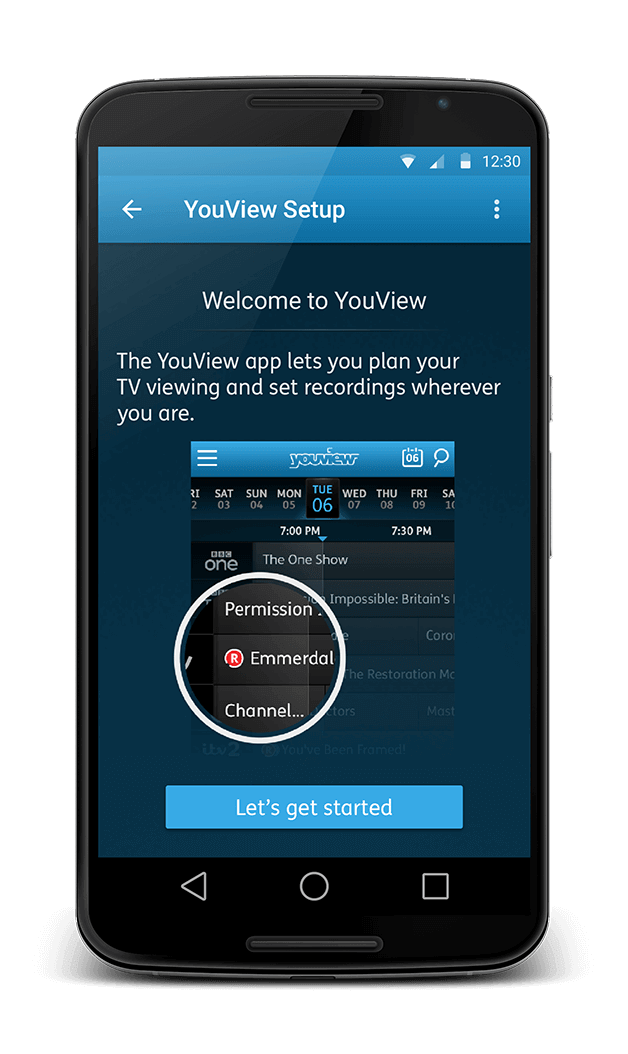 12:30
YouView Setup
Welcome to YouView
The YouView app lets you plan your
TV viewing and set recordings wherever
you are.
youview 06
RI SAT SUN MON TUE WED THU FRI SA
2 03 04 05 06 07 08 09 10
7:00 PM 7:30 PM
BBC one The One Show
Impossible: Britain's
Permission
Coro
R Emmerdal
The Restoration Ma
Channel...
ctors Mast
itv2 You've Been Framed!
Let's get started